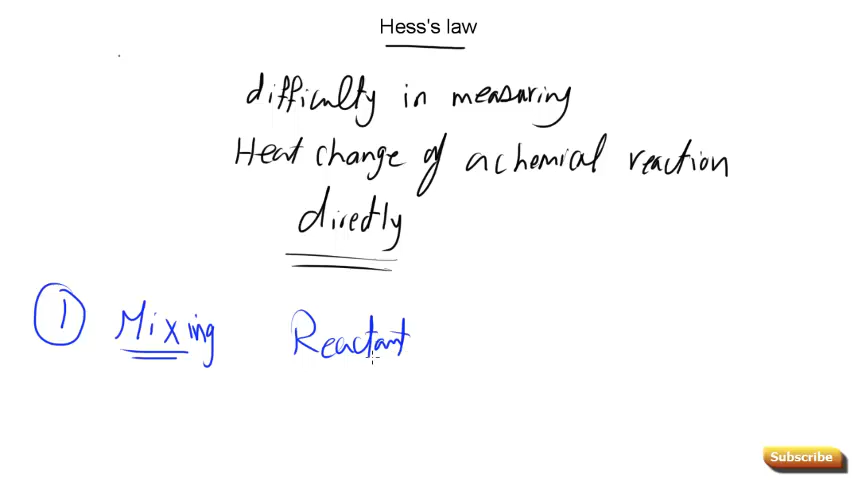 Hess's law
difficulty in measuring
Heat change of a chemical reaction
directly
1 Mixing Reactant
Subscribe